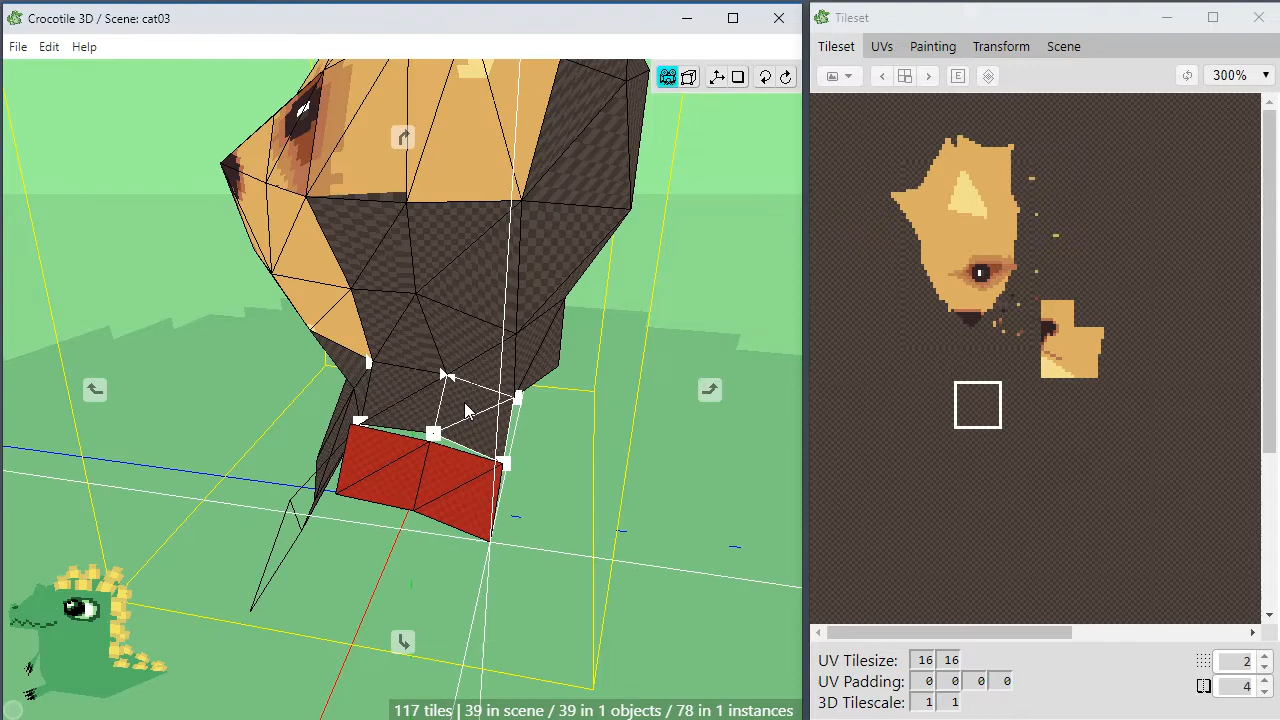 Crocotile 3D / Scene: cat03
File Edit Help
Tileset
Tileset UVs Painting Transform Scene
E
300%
UV Tilesize: 16 16
2
UV Padding: 0 0 0 0
4
3D Tilescale: 1 1
117 tiles | 39 in scene / 39 in 1 objects / 78 in 1 instances